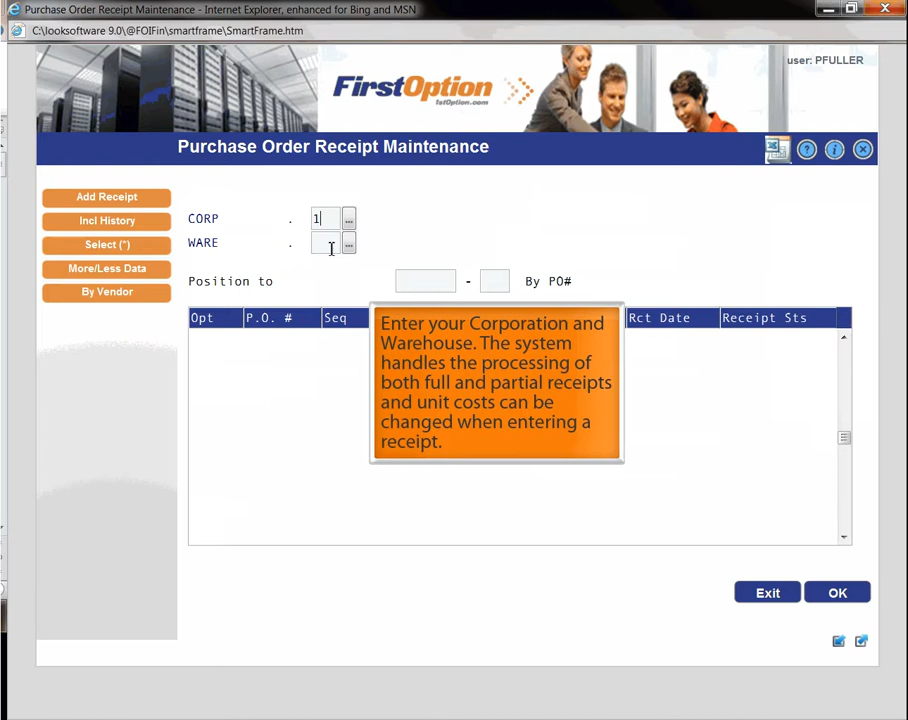 Purchase Order Receipt Maintenance - Internet Explorer, enhanced for Bing and MSN
C:\looksoftware 9.0\@FOIFin\smartframe\SmartFrame.htm
FirstOption
1stOption.com
user: PFULLER
Purchase Order Receipt Maintenance
Add Receipt
Incl History
Select (*)
More/Less Data
By Vendor
CORP . 1 ...
WARE . ...
Position to - By PO#
Opt P.O. # Seq Rct Date Receipt Sts
Enter your Corporation and
Warehouse. The system
handles the processing of
both full and partial receipts
and unit costs can be
changed when entering a
receipt.
Exit OK